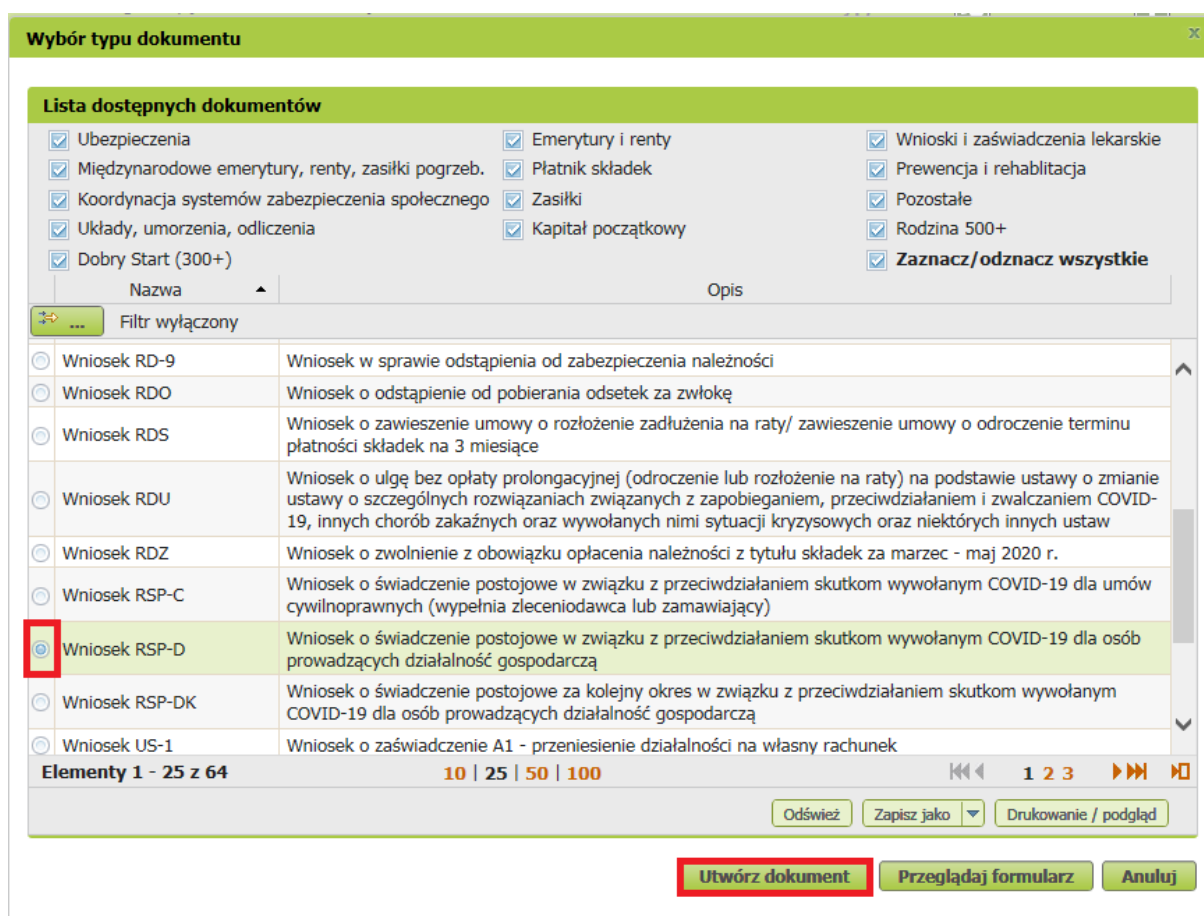 Wybór typu dokumentu
x
Lista dostępnych dokumentów
Ubezpieczenia
Emerytury i renty
Wnioski i zaświadczenia lekarskie
Międzynarodowe emerytury, renty, zasiłki pogrzeb.
Płatnik składek
Prewencja i rehablitacja
Koordynacja systemów zabezpieczenia społecznego
Zasiłki
Pozostałe
Układy, umorzenia, odliczenia
Kapitał początkowy
Rodzina 500+
Dobry Start (300+)
Zaznacz/odznacz wszystkie
Nazwa
Opis
...
Filtr wyłączony
Wniosek RD-9
Wniosek w sprawie odstąpienia od zabezpieczenia należności
Wniosek RDO
Wniosek o odstąpienie od pobierania odsetek za zwłokę
Wniosek RDS
Wniosek o zawieszenie umowy o rozłożenie zadłużenia na raty/ zawieszenie umowy o odroczenie terminu
płatności składek na 3 miesiące
Wniosek RDU
Wniosek o ulgę bez opłaty prolongacyjnej (odroczenie lub rozłożenie na raty) na podstawie ustawy o zmianie
ustawy o szczególnych rozwiązaniach związanych z zapobieganiem, przeciwdziałaniem i zwalczaniem COVID-
19, innych chorób zakaźnych oraz wywołanych nimi sytuacji kryzysowych oraz niektórych innych ustaw
Wniosek RDZ
Wniosek o zwolnienie z obowiązku opłacenia należności z tytułu składek za marzec - maj 2020 r.
Wniosek RSP-C
Wniosek o świadczenie postojowe w związku z przeciwdziałaniem skutkom wywołanym COVID-19 dla umów
cywilnoprawnych (wypełnia zleceniodawca lub zamawiający)
Wniosek RSP-D
Wniosek o świadczenie postojowe w związku z przeciwdziałaniem skutkom wywołanym COVID-19 dla osób
prowadzących działalność gospodarczą
Wniosek RSP-DK
Wniosek o świadczenie postojowe za kolejny okres w związku z przeciwdziałaniem skutkom wywołanym
COVID-19 dla osób prowadzących działalność gospodarczą
Wniosek US-1
Wniosek o zaświadczenie A1 - przeniesienie działalności na własny rachunek
Elementy 1 - 25 z 64
10 | 25 | 50 | 100
1 2 3
Odśwież
Zapisz jako
Drukowanie / podgląd
Utwórz dokument
Przeglądaj formularz
Anuluj